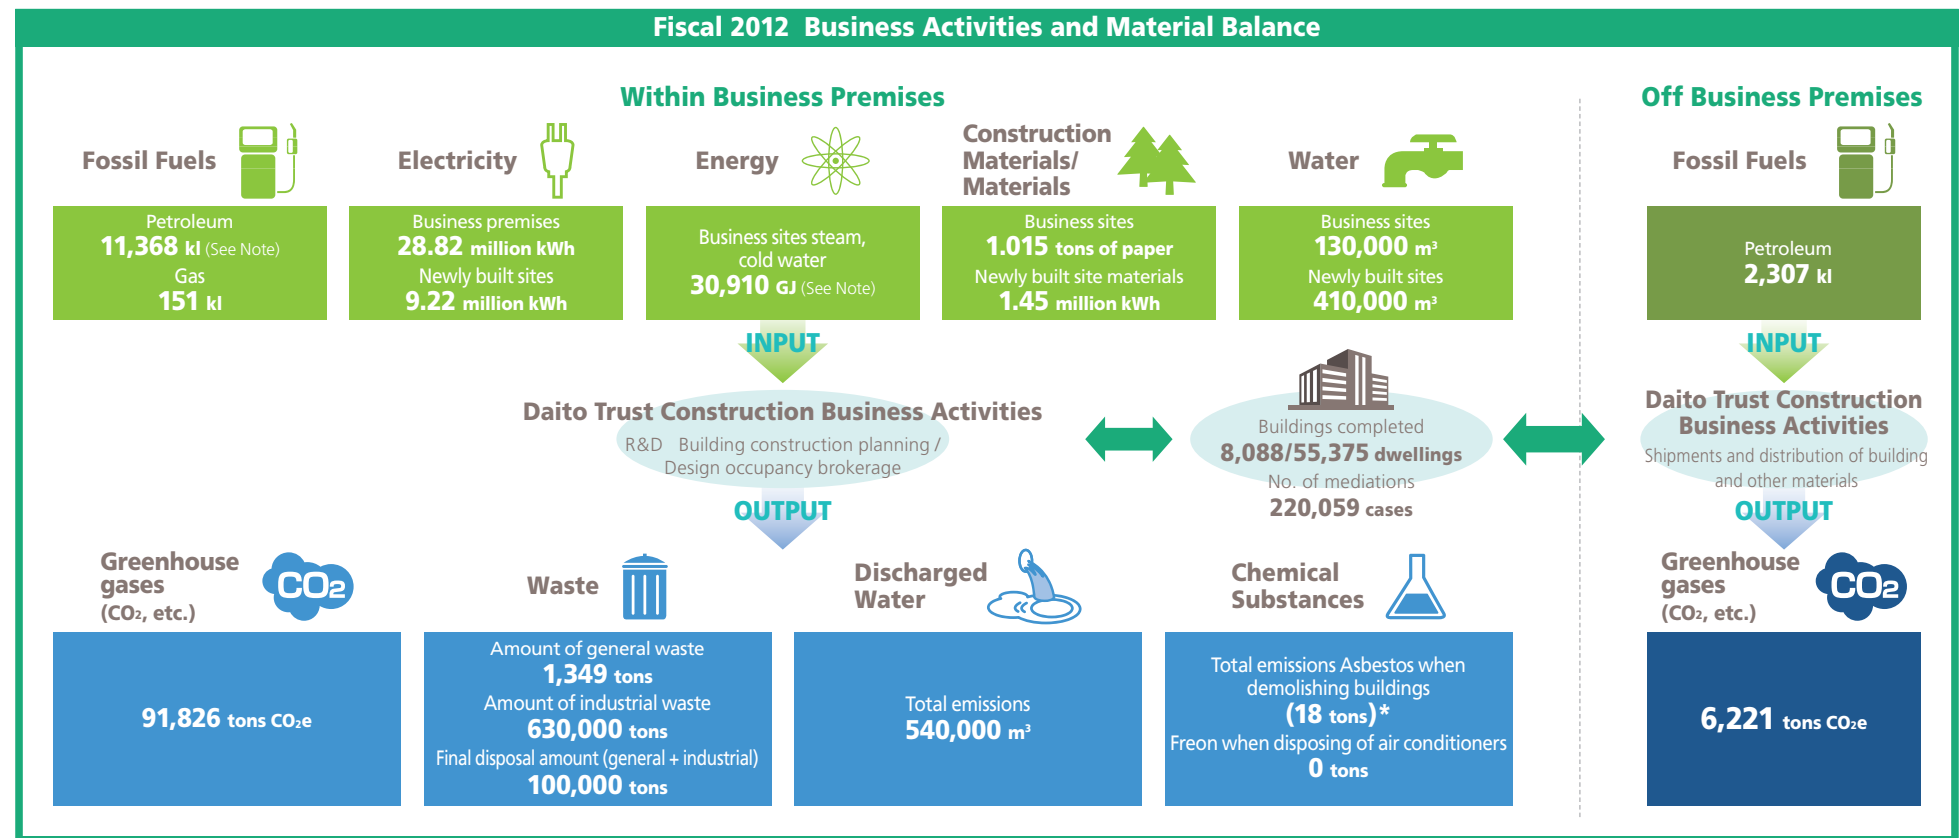 Fiscal 2012  Business Activities and Material Balance
Within Business Premises
Fossil Fuels
Petroleum
11,368 kl (See Note)
Gas
151 kl
Electricity
Business premises
28.82 million kWh
Newly built sites
9.22 million kWh
Energy
Business sites steam,
cold water
30,910 GJ (See Note)
Construction
Materials/
Materials
Business sites
1.015 tons of paper
Newly built site materials
1.45 million kWh
Water
Business sites
130,000 m³
Newly built sites
410,000 m³
INPUT
Daito Trust Construction Business Activities
R&D   Building construction planning /
Design occupancy brokerage
OUTPUT
Buildings completed
8,088/55,375 dwellings
No. of mediations
220,059 cases
Greenhouse
gases
(CO₂, etc.)
CO₂
91,826 tons CO₂e
Waste
Amount of general waste
1,349 tons
Amount of industrial waste
630,000 tons
Final disposal amount (general + industrial)
100,000 tons
Discharged
Water
Total emissions
540,000 m³
Chemical
Substances
Total emissions Asbestos when
demolishing buildings
(18 tons)*
Freon when disposing of air conditioners
0 tons
Off Business Premises
Fossil Fuels
Petroleum
2,307 kl
INPUT
Daito Trust Construction
Business Activities
Shipments and distribution of building
and other materials
OUTPUT
Greenhouse
gases
(CO₂, etc.)
CO₂
6,221 tons CO₂e